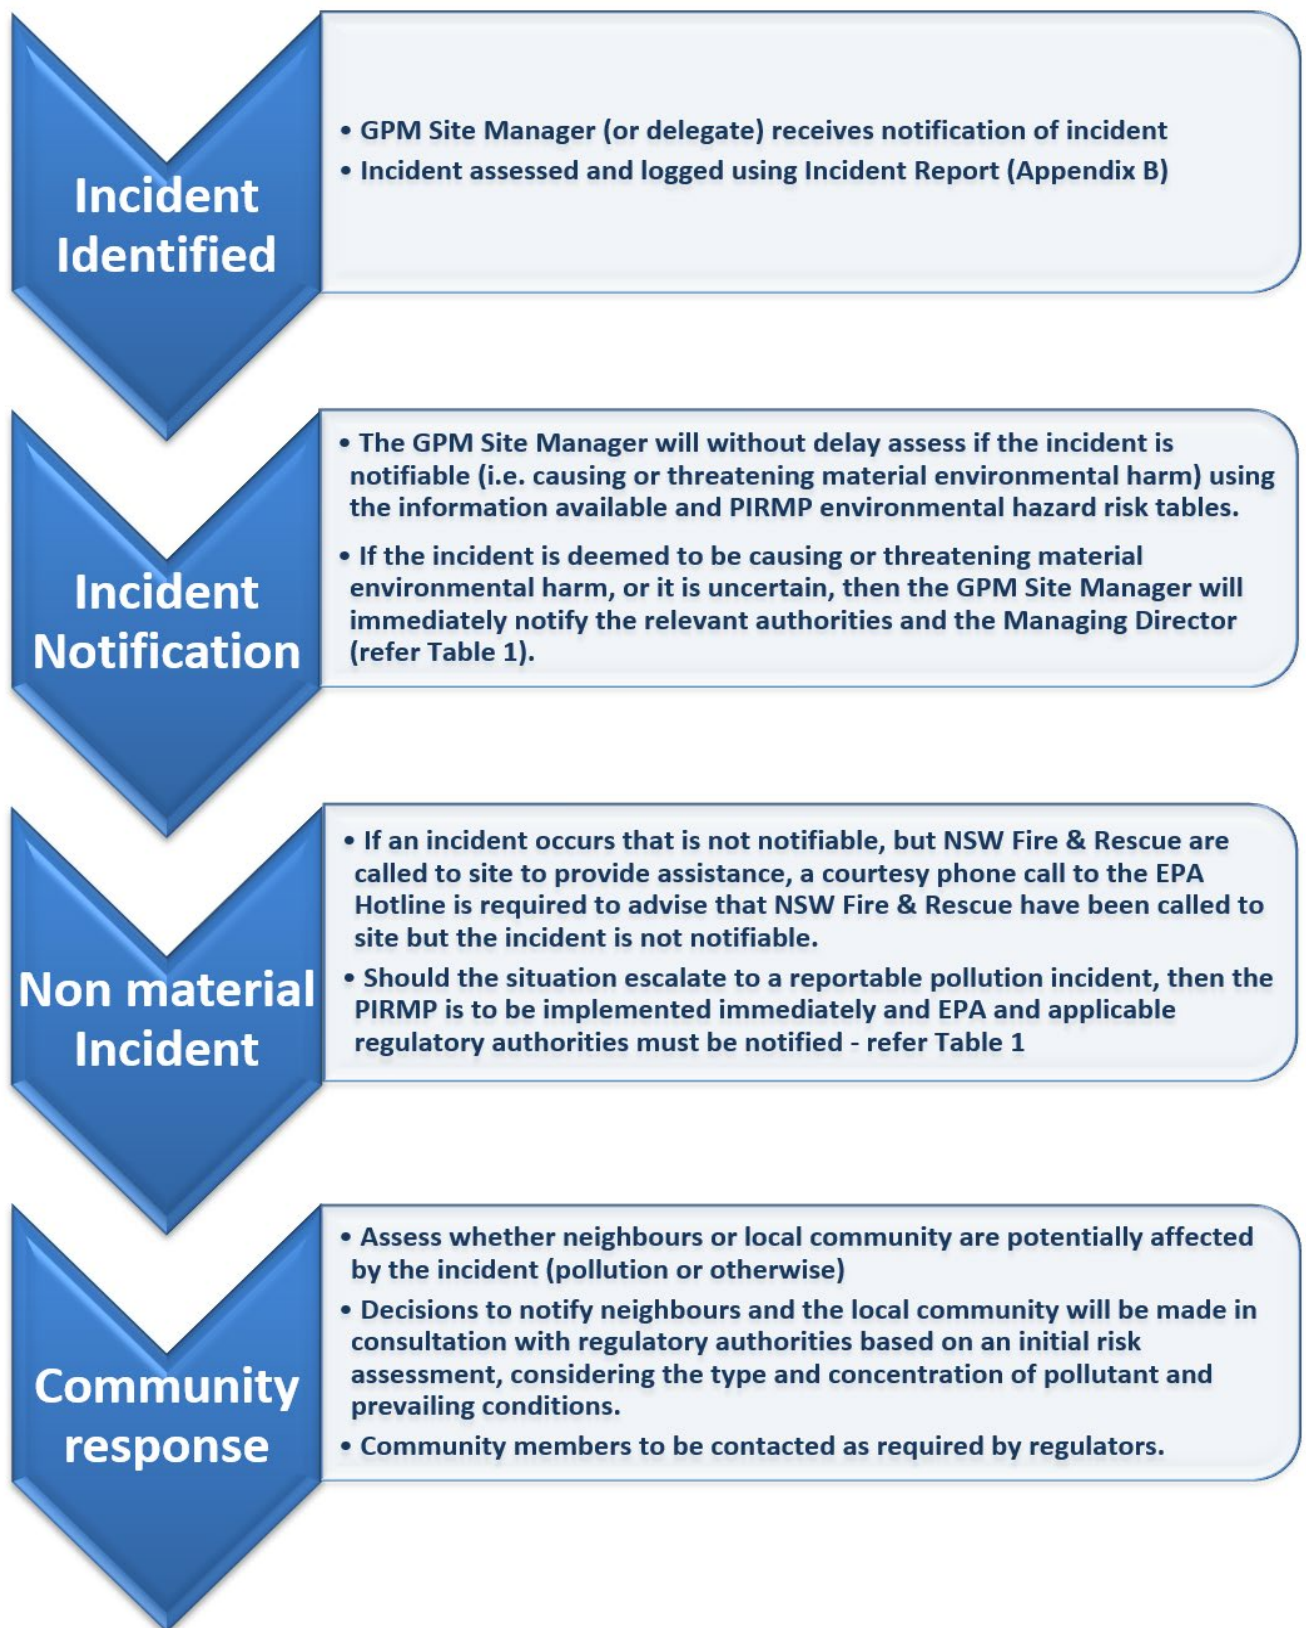 Incident
Identified
• GPM Site Manager (or delegate) receives notification of incident
• Incident assessed and logged using Incident Report (Appendix B)
Incident
Notification
• The GPM Site Manager will without delay assess if the incident is
notifiable (i.e. causing or threatening material environmental harm) using
the information available and PIRMP environmental hazard risk tables.
• If the incident is deemed to be causing or threatening material
environmental harm, or it is uncertain, then the GPM Site Manager will
immediately notify the relevant authorities and the Managing Director
(refer Table 1).
Non material
Incident
• If an incident occurs that is not notifiable, but NSW Fire & Rescue are
called to site to provide assistance, a courtesy phone call to the EPA
Hotline is required to advise that NSW Fire & Rescue have been called to
site but the incident is not notifiable.
• Should the situation escalate to a reportable pollution incident, then the
PIRMP is to be implemented immediately and EPA and applicable
regulatory authorities must be notified - refer Table 1
Community
response
• Assess whether neighbours or local community are potentially affected
by the incident (pollution or otherwise)
• Decisions to notify neighbours and the local community will be made in
consultation with regulatory authorities based on an initial risk
assessment, considering the type and concentration of pollutant and
prevailing conditions.
• Community members to be contacted as required by regulators.